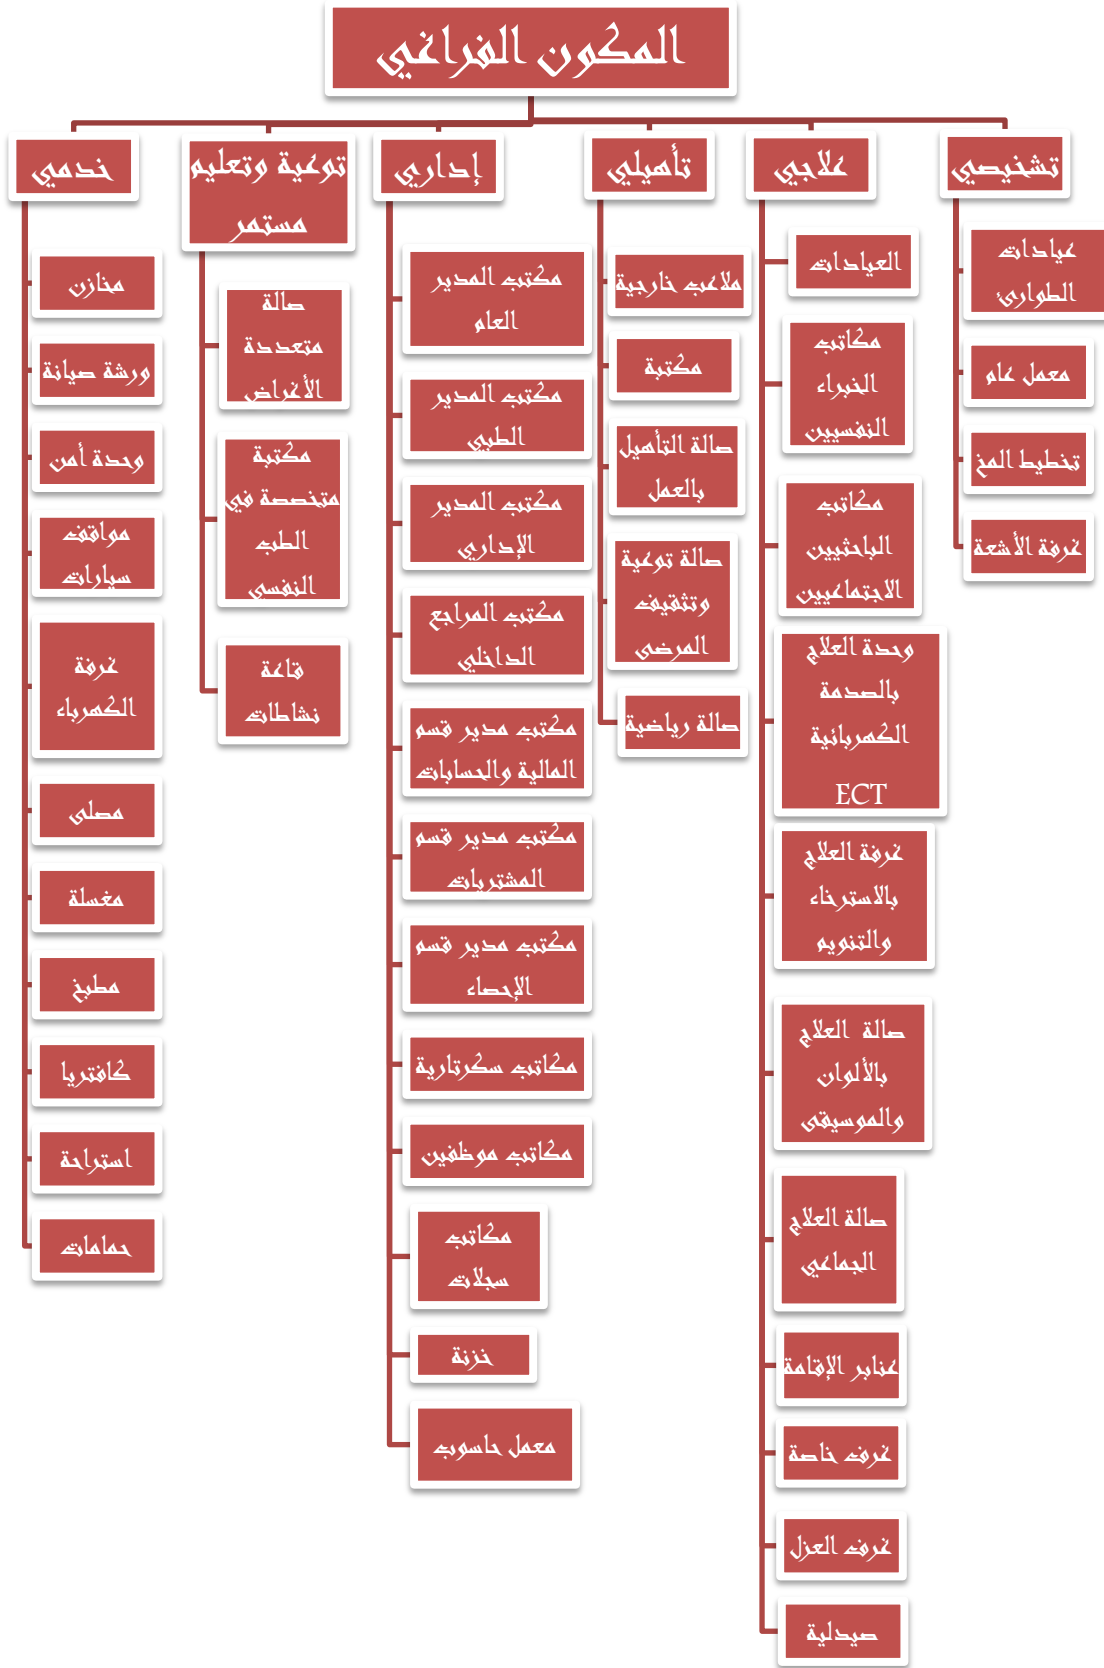 المكون الفراغي
تشخيصي
عيادات
الطوارئ
معمل عام
تخطيط المخ
غرفة الأشعة
علاجي
العيادات
مكاتب
الخبراء
النفسيين
مكاتب
الباحثيين
الاجتماعيين
وحدة العلاج
بالصدمة
الكهربائية
ECT
غرفة العلاج
بالاسترخاء
والتنويم
صالة العلاج
بالألوان
والموسيقى
صالة العلاج
الجماعي
عنابر الإقامة
غرف خاصة
غرف العزل
صيدلية
تأهيلي
ملاعب خارجية
مكتبة
صالة التأهيل
بالعمل
صالة توعية
وتثقيف
المرضى
صالة رياضية
إداري
مكتب المدير
العام
مكتب المدير
الطبي
مكتب المدير
الإداري
مكتب المراجع
الداخلي
مكتب مدير قسم
المالية والحسابات
مكتب مدير قسم
المشتريات
مكتب مدير قسم
الإحصاء
مكاتب سكرتارية
مكاتب موظفين
مكاتب
سجلات
خزنة
معمل حاسوب
توعية وتعليم
مستمر
صالة
متعددة
الأغراض
مكتبة
متخصصة في
الطب
النفسي
قاعة
نشاطات
خدمي
مخازن
ورشة صيانة
وحدة أمن
مواقف
سيارات
غرفة
الكهرباء
مصلى
مغسلة
مطبخ
كافتريا
استراحة
حمامات